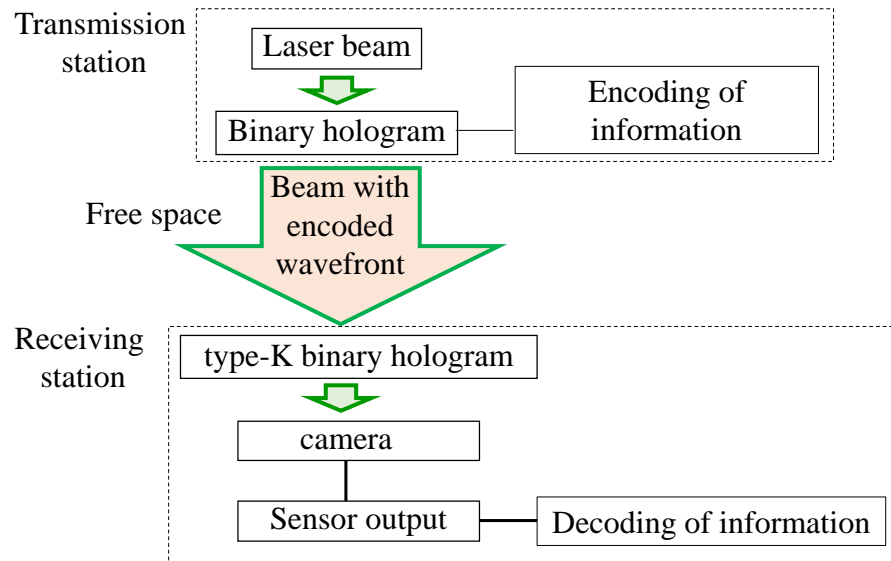 Transmission
station
Laser beam
Binary hologram
Encoding of
information
Free space
Beam with
encoded
wavefront
Receiving
station
type-K binary hologram
camera
Sensor output
Decoding of information